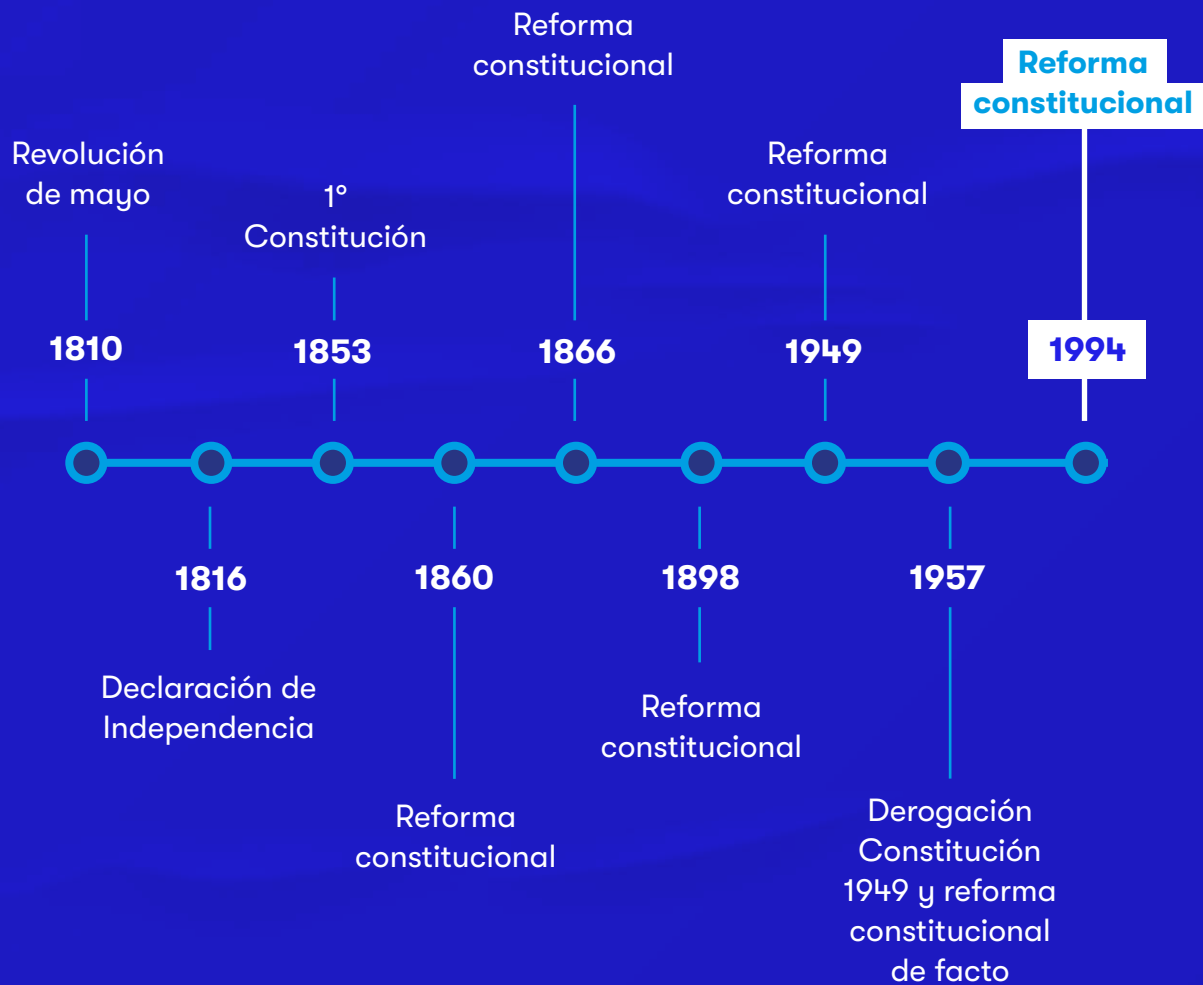 Revolución
de mayo
1810
1816
Declaración de
Independencia
1°
Constitución
1853
1860
Reforma
constitucional
Reforma
constitucional
1866
1898
Reforma
constitucional
Reforma
constitucional
1949
1957
Derogación
Constitución
1949 y reforma
constitucional
de facto
Reforma
constitucional
1994